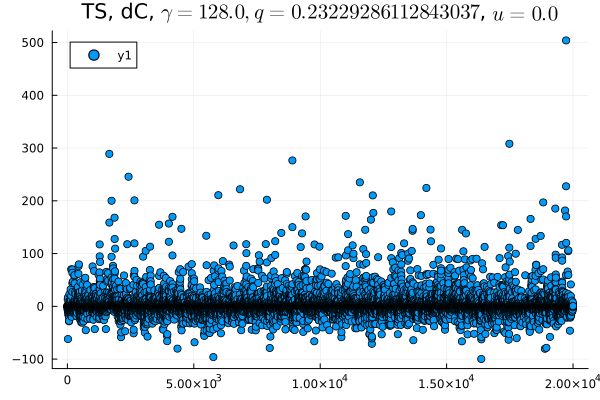 TS, dC, γ = 128.0, q = 0.23229286112843037, u = 0.0
y1
500
400
300
200
100
0
−100
0 5.00×10³ 1.00×10⁴ 1.50×10⁴ 2.00×10⁴